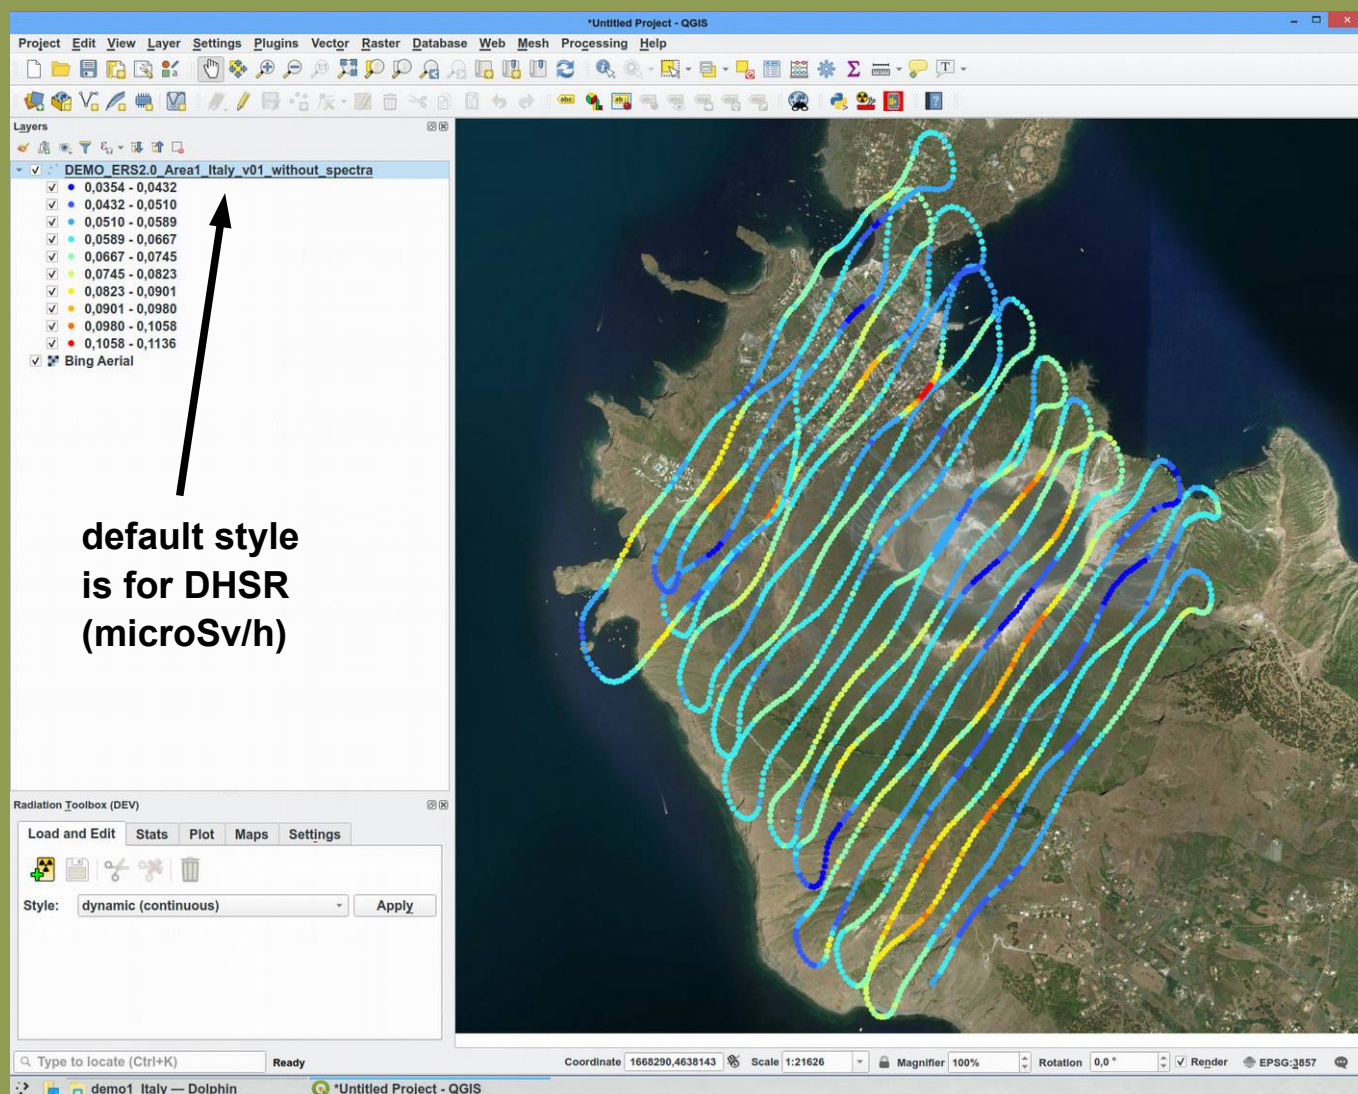 *Untitled Project - QGIS
Project Edit View Layer Settings Plugins Vector Raster Database Web Mesh Processing Help
Layers
DEMO_ERS2.0_Area1_Italy_v01_without_spectra
0,0354 - 0,0432
0,0432 - 0,0510
0,0510 - 0,0589
0,0589 - 0,0667
0,0667 - 0,0745
0,0745 - 0,0823
0,0823 - 0,0901
0,0901 - 0,0980
0,0980 - 0,1058
0,1058 - 0,1136
Bing Aerial
default style
is for DHSR
(microSv/h)
Radiation Toolbox (DEV)
Load and Edit Stats Plot Maps Settings
Style: dynamic (continuous) Apply
Type to locate (Ctrl+K) Ready Coordinate 1668290,4638143 Scale 1:21626 Magnifier 100% Rotation 0,0 ° Render EPSG:3857
demo1_Italy — Dolphin *Untitled Project - QGIS